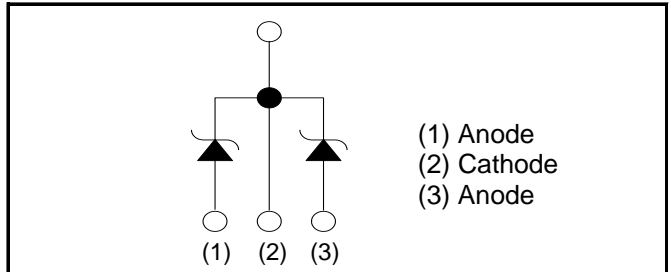 (1) Anode
(2) Cathode
(3) Anode
(1) (2) (3)